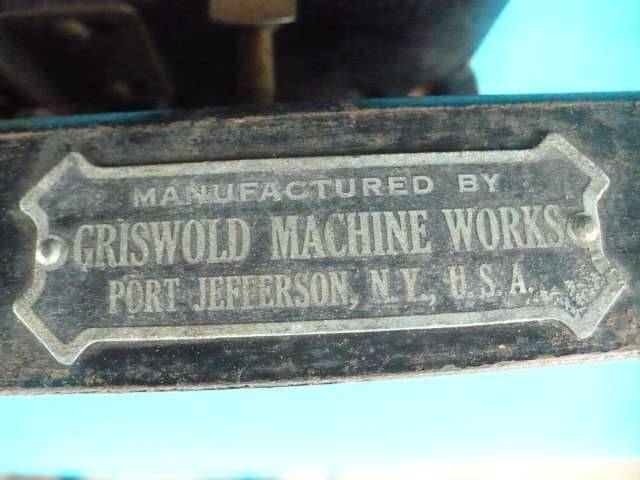 MANUFACTURED BY
GRISWOLD MACHINE WORKS
PORT JEFFERSON, N.Y., U.S.A.